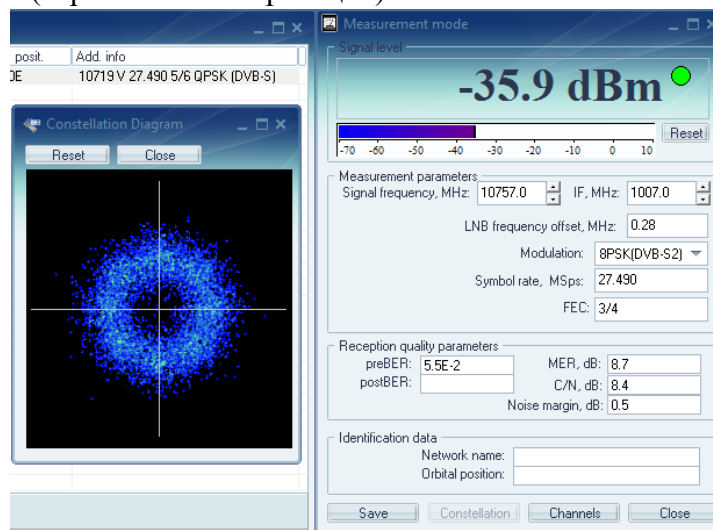 posit. Add. info
0E 10719 V 27.490 5/6 QPSK (DVB-S)
Constellation Diagram
Reset Close
Measurement mode
Signal level
-35.9 dBm
Reset
-70 -60 -50 -40 -30 -20 -10 0 10
Measurement parameters
Signal frequency, MHz: 10757.0 IF, MHz: 1007.0
LNB frequency offset, MHz: 0.28
Modulation: 8PSK(DVB-S2)
Symbol rate, MSps: 27.490
FEC: 3/4
Reception quality parameters
preBER: 5.5E-2 MER, dB: 8.7
postBER: C/N, dB: 8.4
Noise margin, dB: 0.5
Identification data
Network name:
Orbital position:
Save Constellation Channels Close